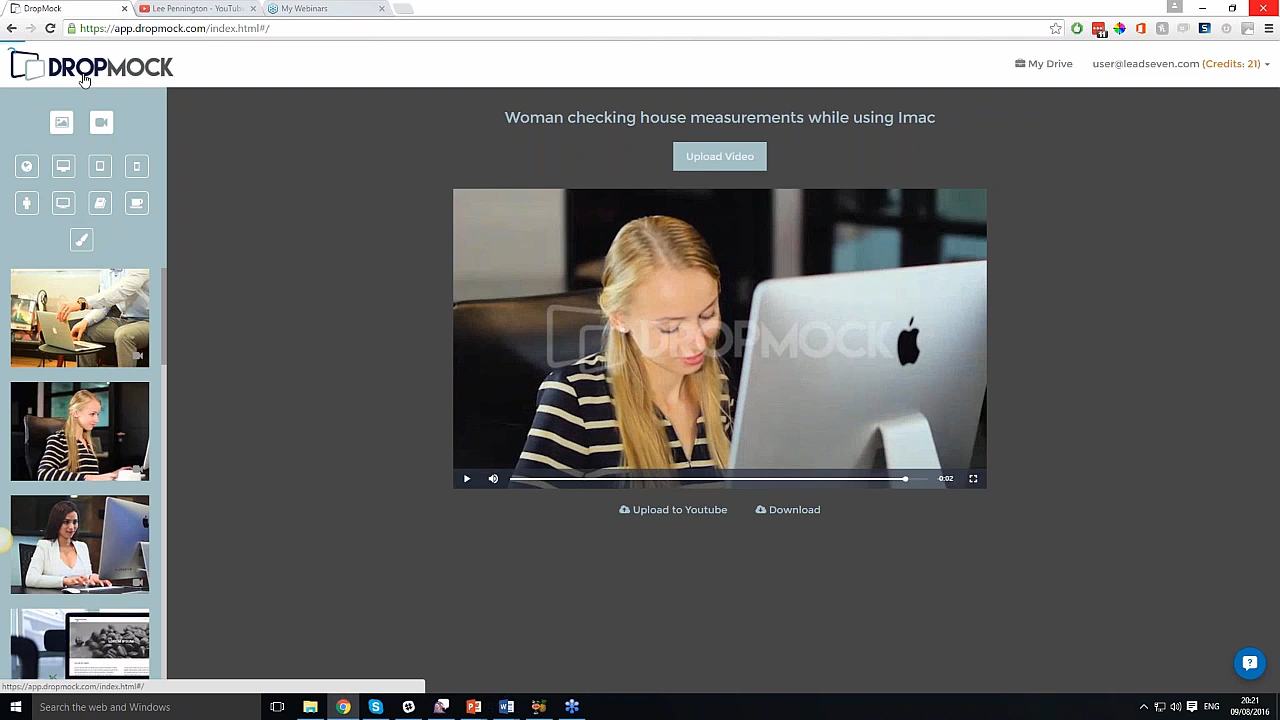 DropMock
Lee Pennington - YouTub
My Webinars
https://app.dropmock.com/index.html#/
11
DROPMOCK
My Drive
user@leadseven.com (Credits: 21)
Woman checking house measurements while using Imac
Upload Video
DROPMOCK
-0:02
Upload to Youtube
Download
https://app.dropmock.com/index.html#/
Search the web and Windows
ENG
20:21
09/08/2016